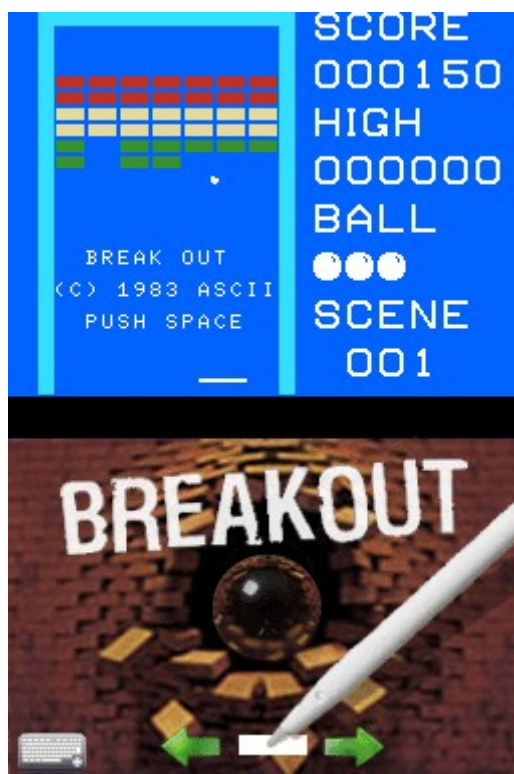 SCORE
000150
HIGH
000000
BALL
SCENE
001
BREAK OUT
(C) 1983 ASCII
PUSH SPACE
BREAKOUT